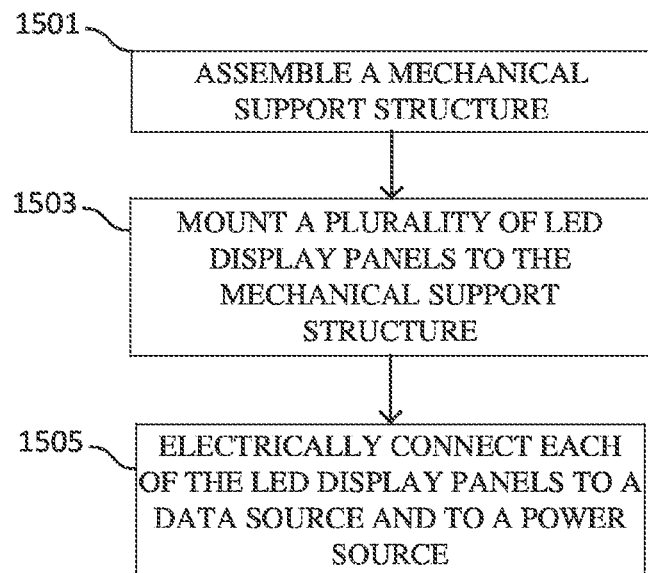 1501
ASSEMBLE A MECHANICAL
SUPPORT STRUCTURE
1503
MOUNT A PLURALITY OF LED
DISPLAY PANELS TO THE
MECHANICAL SUPPORT
STRUCTURE
1505
ELECTRICALLY CONNECT EACH
OF THE LED DISPLAY PANELS TO A
DATA SOURCE AND TO A POWER
SOURCE